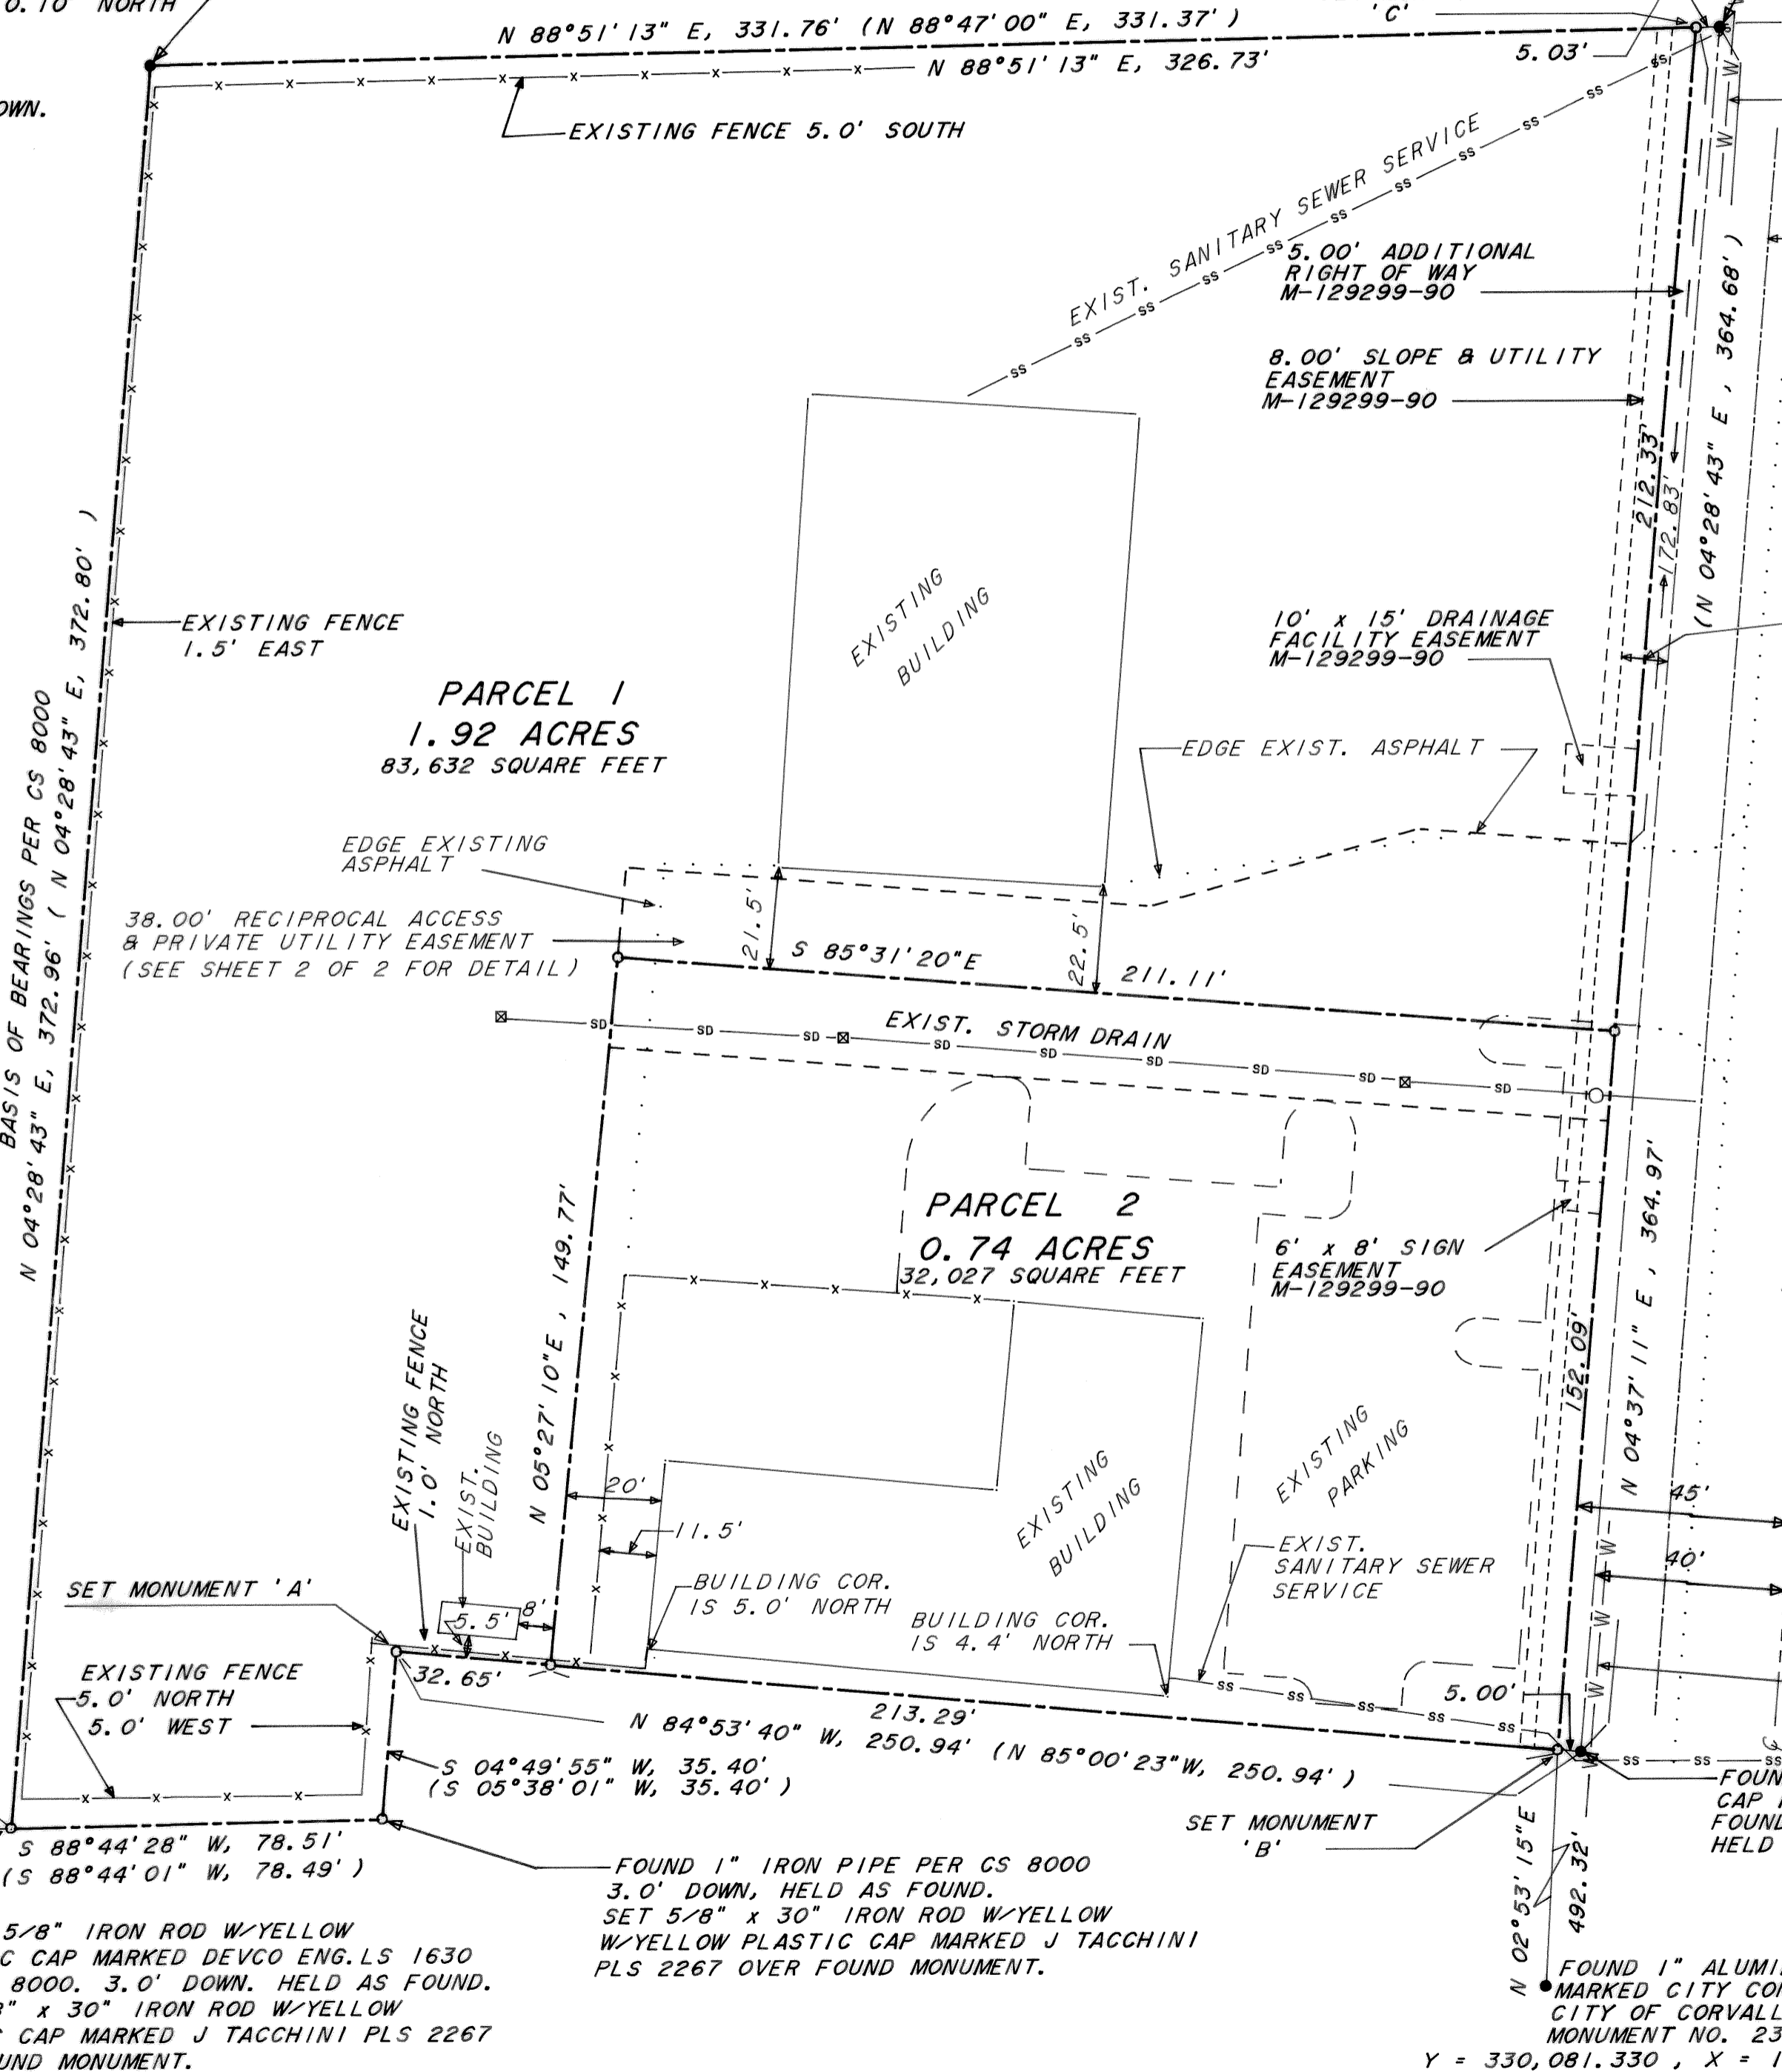 0.10' NORTH
N 88°51'13" E, 331.76' (N 88°47'00" E, 331.37')
'C'
N 88°51'13" E, 326.73'
5.03'
OWN.
EXISTING FENCE 5.0' SOUTH
EXIST. SANITARY SEWER SERVICE
5.00' ADDITIONAL
RIGHT OF WAY
M-129299-90
8.00' SLOPE & UTILITY
EASEMENT
M-129299-90
(N 04°28'43" E, 364.68')
212.33'
172.83'
EXISTING
BUILDING
EXISTING FENCE
1.5' EAST
10' x 15' DRAINAGE
FACILITY EASEMENT
M-129299-90
PARCEL 1
1.92 ACRES
83,632 SQUARE FEET
BASIS OF BEARINGS PER CS 8000
N 04°28'43" E, 372.96' ( N 04°28'43" E, 372.80' )
EDGE EXIST. ASPHALT
EDGE EXISTING
ASPHALT
38.00' RECIPROCAL ACCESS
& PRIVATE UTILITY EASEMENT
(SEE SHEET 2 OF 2 FOR DETAIL)
21.5'
22.5'
S 85°31'20"E
211.11'
EXIST. STORM DRAIN
PARCEL 2
0.74 ACRES
32,027 SQUARE FEET
6' x 8' SIGN
EASEMENT
M-129299-90
N 04°37'11" E, 364.97'
152.09'
N 05°27'10"E, 149.77'
EXISTING FENCE
1.0' NORTH
EXIST.
BUILDING
20'
11.5'
EXISTING
BUILDING
EXISTING
PARKING
45'
40'
SET MONUMENT 'A'
BUILDING COR.
IS 5.0' NORTH
BUILDING COR.
IS 4.4' NORTH
EXIST.
SANITARY SEWER
SERVICE
5.5'
8'
32.65'
EXISTING FENCE
5.0' NORTH
5.0' WEST
213.29'
5.00'
N 84°53'40" W, 250.94' (N 85°00'23"W, 250.94')
S 04°49'55" W, 35.40'
(S 05°38'01" W, 35.40')
SET MONUMENT
'B'
S 88°44'28" W, 78.51'
(S 88°44'01" W, 78.49')
FOUND 1" IRON PIPE PER CS 8000
3.0' DOWN, HELD AS FOUND.
SET 5/8" x 30" IRON ROD W/YELLOW
W/YELLOW PLASTIC CAP MARKED J TACCHINI
PLS 2267 OVER FOUND MONUMENT.
5/8" IRON ROD W/YELLOW
C CAP MARKED DEVCO ENG.LS 1630
8000. 3.0' DOWN. HELD AS FOUND.
" x 30" IRON ROD W/YELLOW
C CAP MARKED J TACCHINI PLS 2267
UND MONUMENT.
N 02°53'15"E
492.32'
FOUN
CAP
FOUND
HELD
FOUND 1" ALUMI
MARKED CITY CON
CITY OF CORVALL
MONUMENT NO. 23
Y = 330,081.330 , X = 1